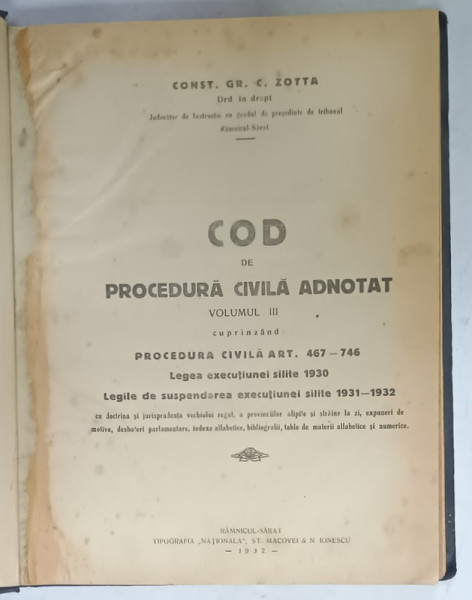 CONST. GR. C. ZOTTA
Drd in drept
Judecător de Instrucție cu gradul de președinte de tribunal
Râmnicul-Sărat
COD
DE
PROCEDURĂ CIVILĂ ADNOTAT
VOLUMUL III
cuprinzând
PROCEDURA CIVILĂ ART. 467—746
Legea execuțiunei silite 1930
Legile de suspendarea execuțiunei silite 1931—1932
cu doctrina și jurisprudența vechiului regat, a provinciilor alipite și străine la zi, expuneri de
motive, desbateri parlamentare, indexe alfabetice, bibliografii, table de materii alfabetice și numerice.
RÂMNICUL-SĂRAT
TIPOGRAFIA „NAȚIONALA”, ST. MACOVEI & N. IONESCU
— 1932 —